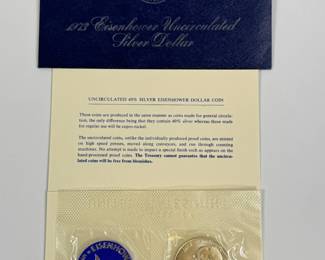 1973 Eisenhower Uncirculated
Silver Dollar
UNCIRCULATED 40% SILVER EISENHOWER DOLLAR COIN
These coins are produced in the same manner as coins made for general circula-
tion, the only difference being that they contain 40% silver whereas those made
for regular use will be cupro-nickel.
The uncirculated coins, unlike the individually produced proof coins, are minted
on high speed presses, moved along conveyors, and run through counting
machines. No attempt is made to impart a special finish such as appears on the
hand-processed proof coins. The Treasury cannot guarantee that the uncircu-
lated coins will be free from blemishes.
EISENHOWER